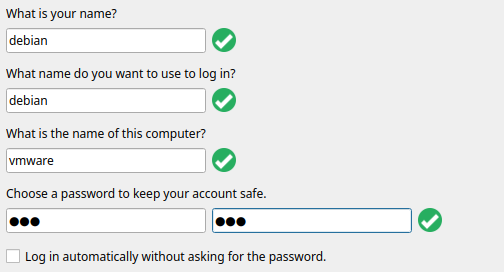 What is your name?
debian
What name do you want to use to log in?
debian
What is the name of this computer?
vmware
Choose a password to keep your account safe.
●●● ●●●
Log in automatically without asking for the password.